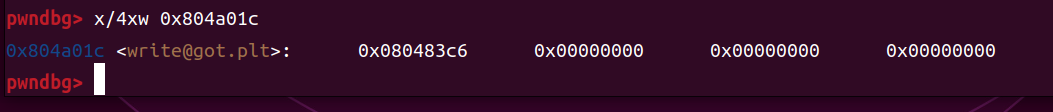 pwndbg> x/4xw 0x804a01c
0x804a01c <write@got.plt>: 0x080483c6 0x00000000 0x00000000 0x00000000
pwndbg>